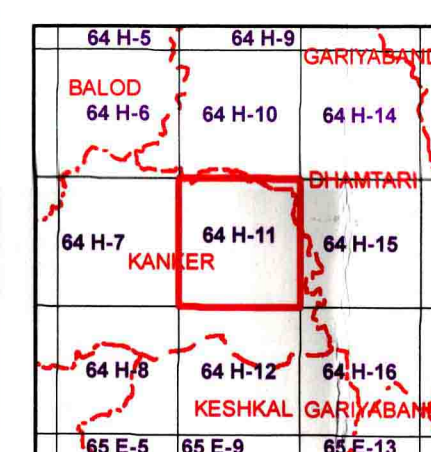 64 H-5 64 H-9
GARIYABAND
BALOD
64 H-6 64 H-10 64 H-14
DHAMTARI
64 H-7 64 H-11 64 H-15
KANKER
64 H-8 64 H-12 64 H-16
KESHKAL GARIYABAND
65 E-5 65 E-9 65 E-13